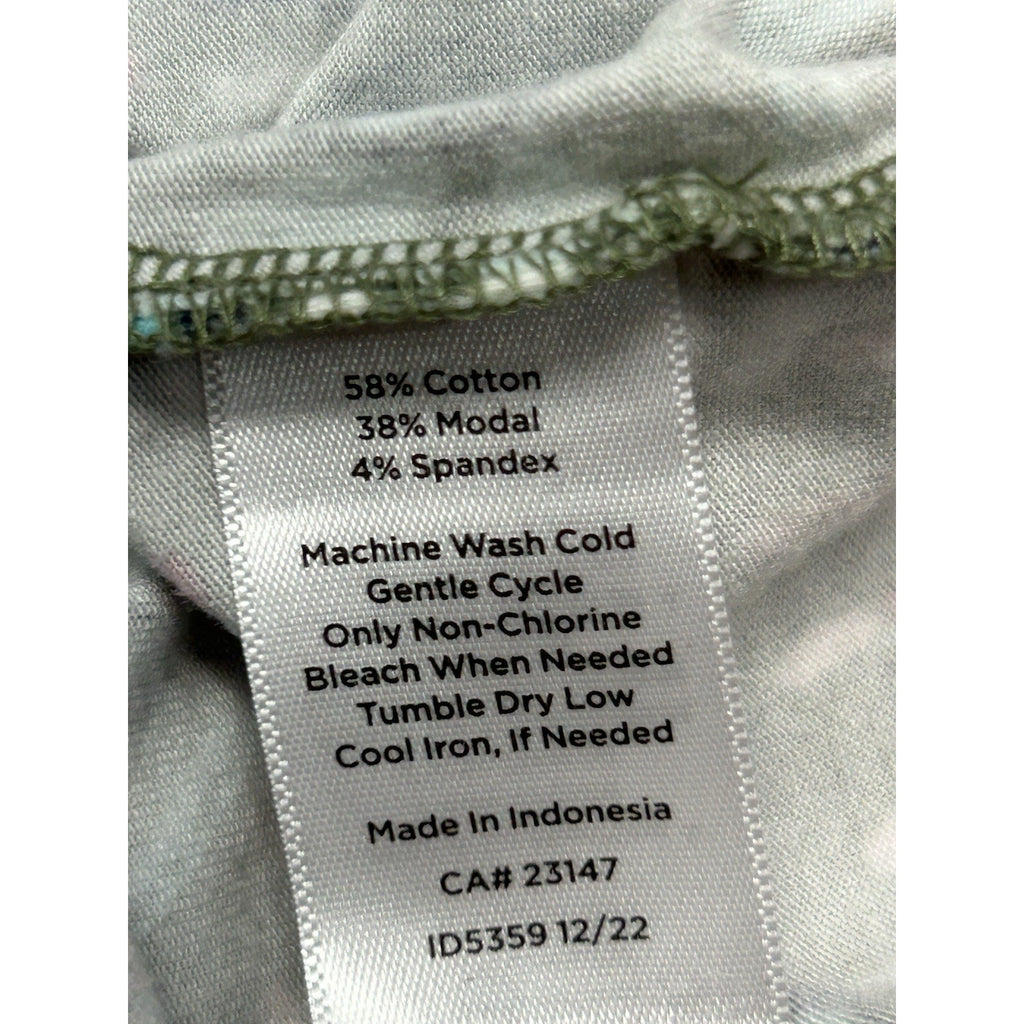 58% Cotton
38% Modal
4% Spandex
Machine Wash Cold
Gentle Cycle
Only Non-Chlorine
Bleach When Needed
Tumble Dry Low
Cool Iron, If Needed
Made In Indonesia
CA# 23147
ID5359 12/22